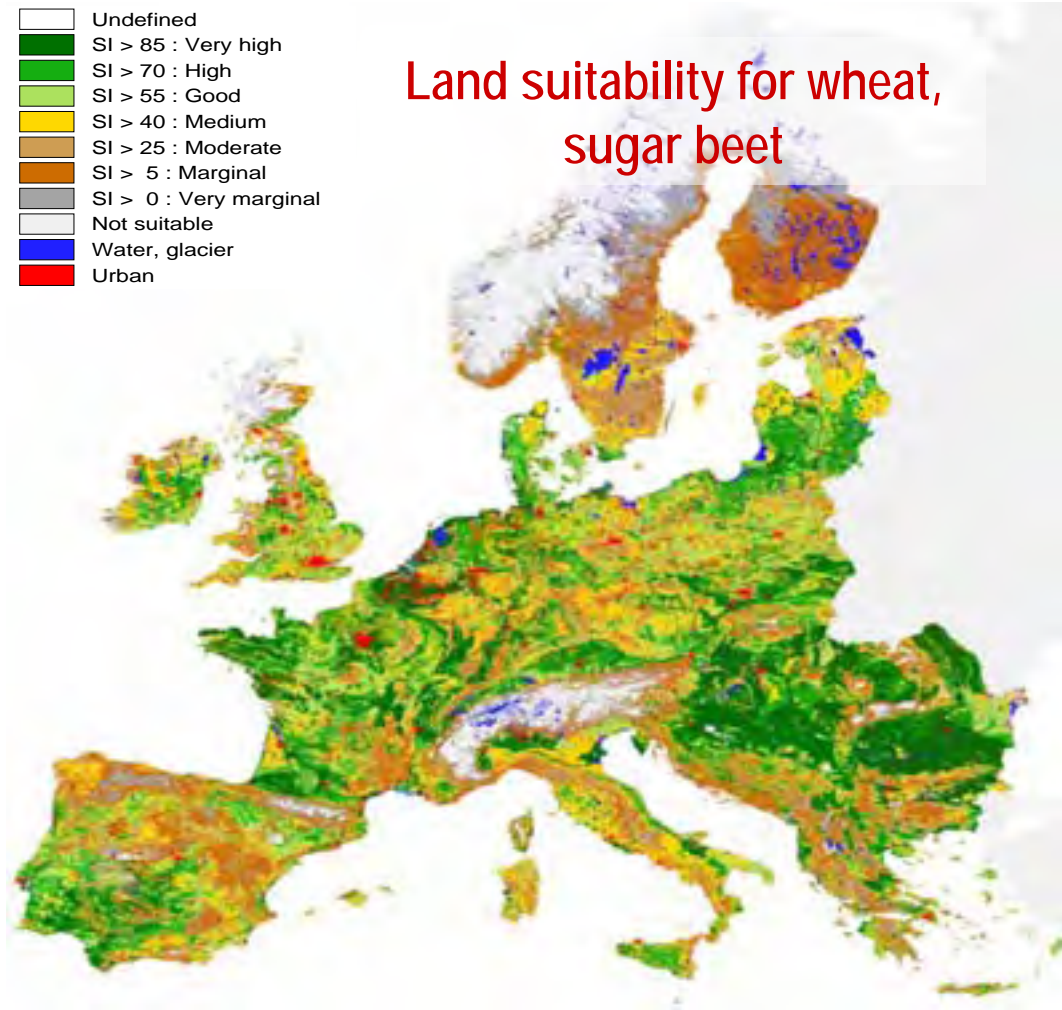 Undefined
SI > 85 : Very high
SI > 70 : High
SI > 55 : Good
SI > 40 : Medium
SI > 25 : Moderate
SI > 5 : Marginal
SI > 0 : Very marginal
Not suitable
Water, glacier
Urban
Land suitability for wheat,
sugar beet